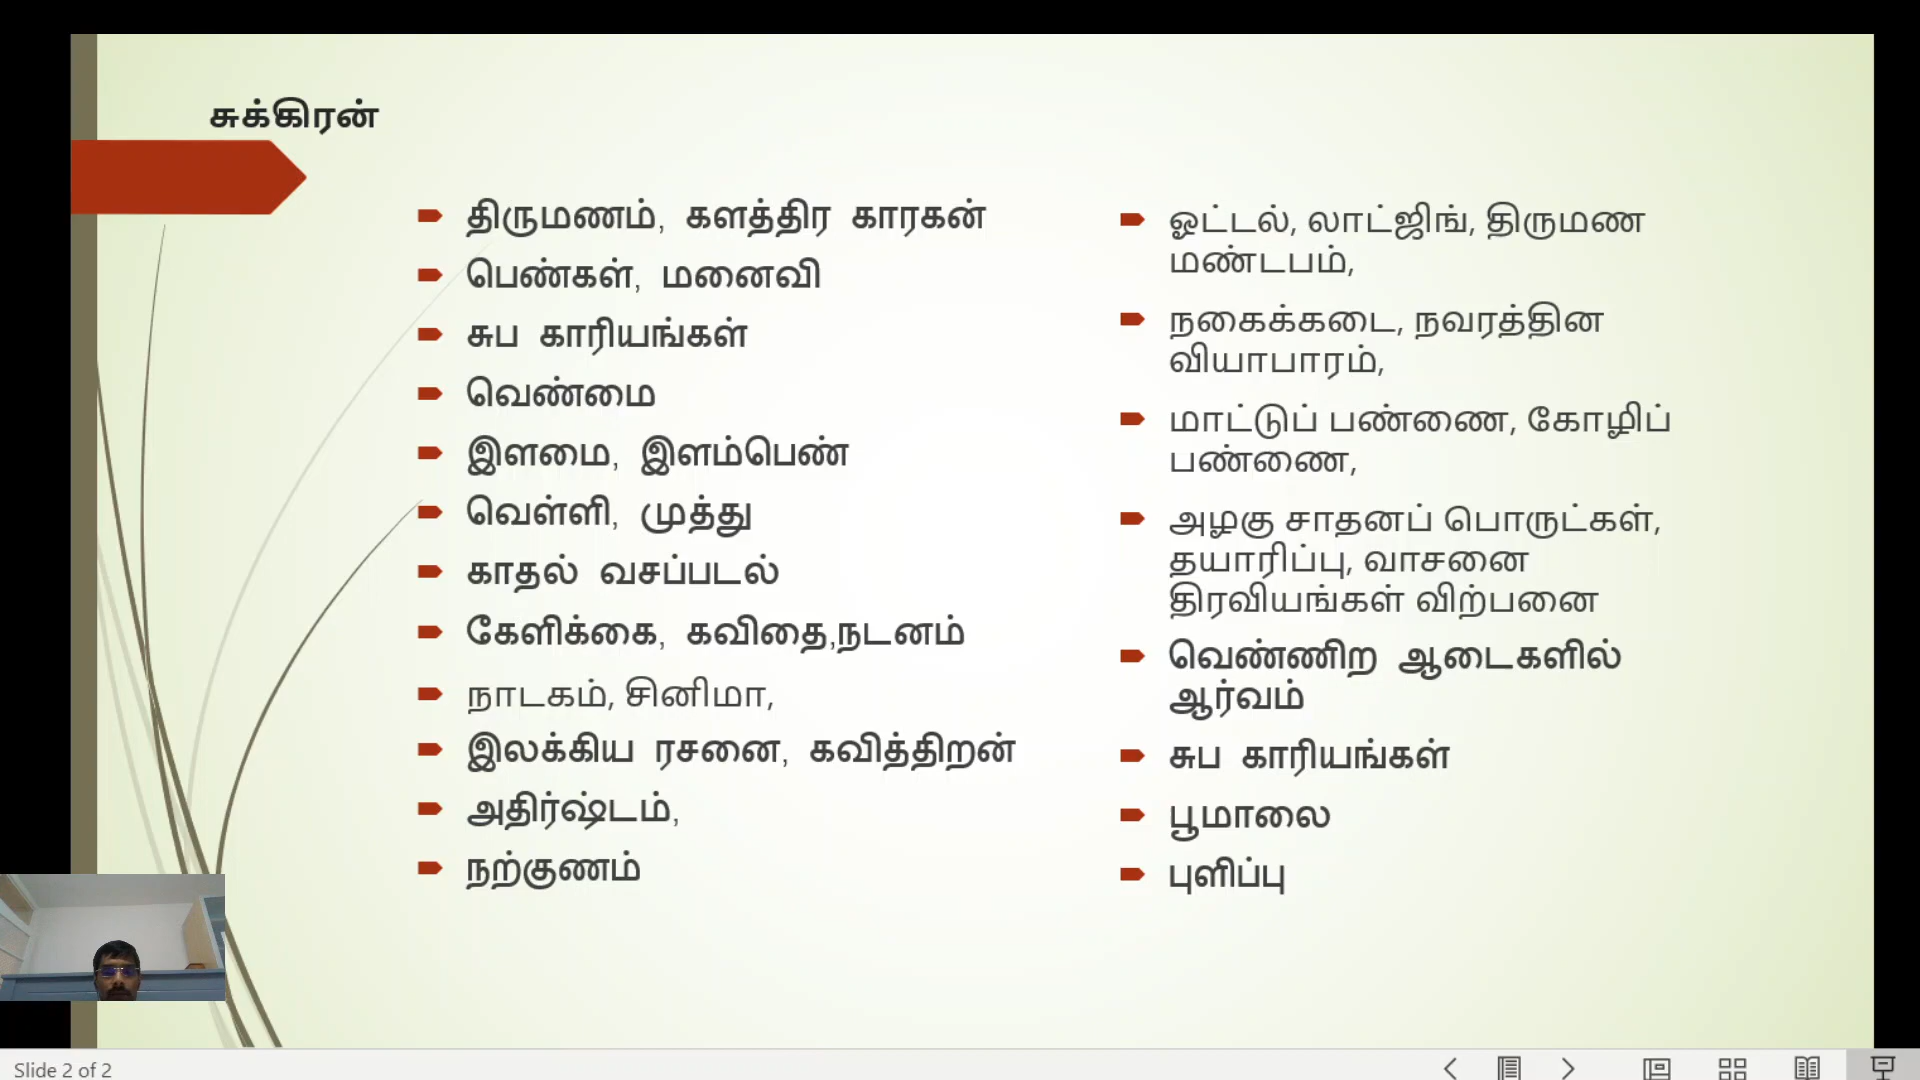 சுக்கிரன்
திருமணம், களத்திர காரகன்
பெண்கள், மனைவி
சுப காரியங்கள்
வெண்மை
இளமை, இளம்பெண்
வெள்ளி, முத்து
காதல் வசப்படல்
கேளிக்கை, கவிதை,நடனம்
நாடகம், சினிமா,
இலக்கிய ரசனை, கவித்திறன்
அதிர்ஷ்டம்,
நற்குணம்
ஓட்டல், லாட்ஜிங், திருமண
மண்டபம்,
நகைக்கடை, நவரத்தின
வியாபாரம்,
மாட்டுப் பண்ணை, கோழிப்
பண்ணை,
அழகு சாதனப் பொருட்கள்,
தயாரிப்பு, வாசனை
திரவியங்கள் விற்பனை
வெண்ணிற ஆடைகளில்
ஆர்வம்
சுப காரியங்கள்
பூமாலை
புளிப்பு
Slide 2 of 2